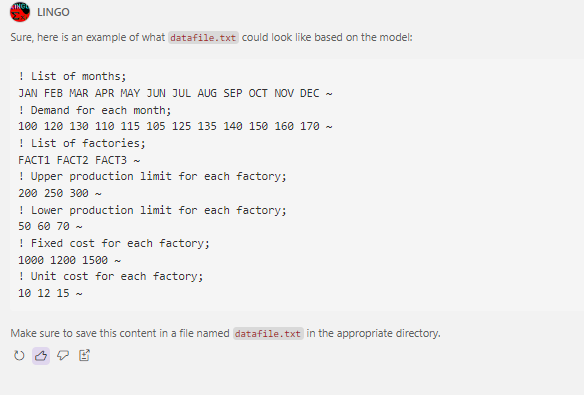 LINGO
Sure, here is an example of what datafile.txt could look like based on the model:
! List of months;
JAN FEB MAR APR MAY JUN JUL AUG SEP OCT NOV DEC ~
! Demand for each month;
100 120 130 110 115 105 125 135 140 150 160 170 ~
! List of factories;
FACT1 FACT2 FACT3 ~
! Upper production limit for each factory;
200 250 300 ~
! Lower production limit for each factory;
50 60 70 ~
! Fixed cost for each factory;
1000 1200 1500 ~
! Unit cost for each factory;
10 12 15 ~
Make sure to save this content in a file named datafile.txt in the appropriate directory.